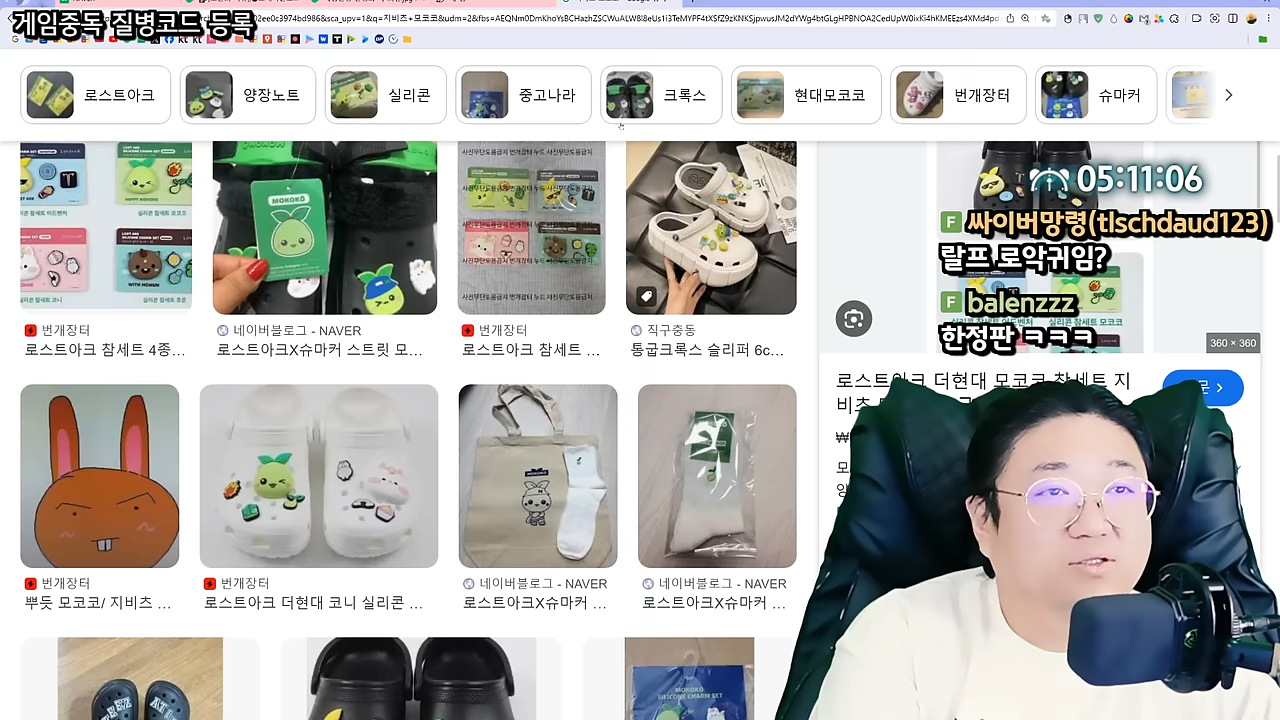 게임중독 질병코드 등록
로스트아크
양장노트
실리콘
중고나라
크록스
현대모코코
번개장터
슈마커
05:11:06
F 싸이버망령(tlschdaud123)
랄프 로악귀임?
F balenzzz
한정판 ㅋㅋㅋ
MOKOKO
번개장터
로스트아크 참세트 4종...
네이버블로그 - NAVER
로스트아크X슈마커 스트릿 모...
번개장터
로스트아크 참세트 ...
직구충동
통굽크록스 슬리퍼 6c...
360 × 360
로스트아크 더현대 모코코 참세트 지
번개장터
뿌듯 모코코/ 지비츠 ...
번개장터
로스트아크 더현대 코니 실리콘 ...
네이버블로그 - NAVER
로스트아크X슈마커 ...
네이버블로그 - NAVER
로스트아크X슈마커 ...
MOKOKO
SILICONE CHARM SET